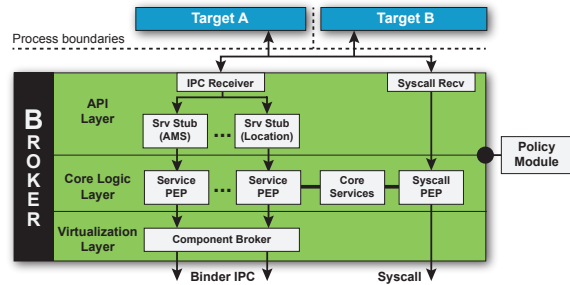 Target A
Target B
Process boundaries
BROKER
API
Layer
IPC Receiver
Syscall Recv
Srv Stub
(AMS)
...
Srv Stub
(Location)
Policy
Module
Core Logic
Layer
Service
PEP
...
Service
PEP
Core
Services
Syscall
PEP
Virtualization
Layer
Component Broker
Binder IPC
Syscall